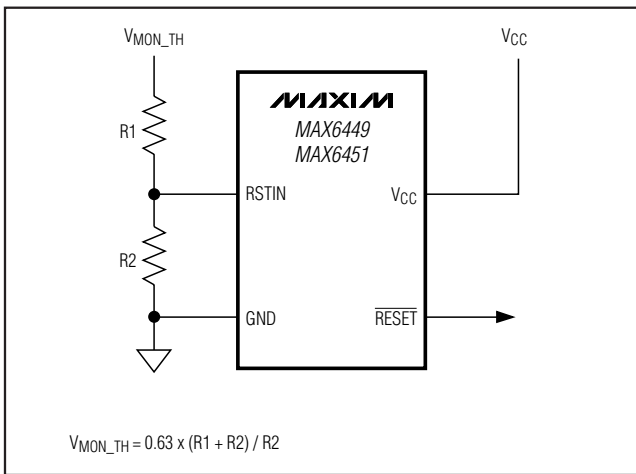 V_MON_TH
V_CC
MAXIM
MAX6449
MAX6451
R1
RSTIN
V_CC
R2
GND
RESET
V_MON_TH = 0.63 x (R1 + R2) / R2